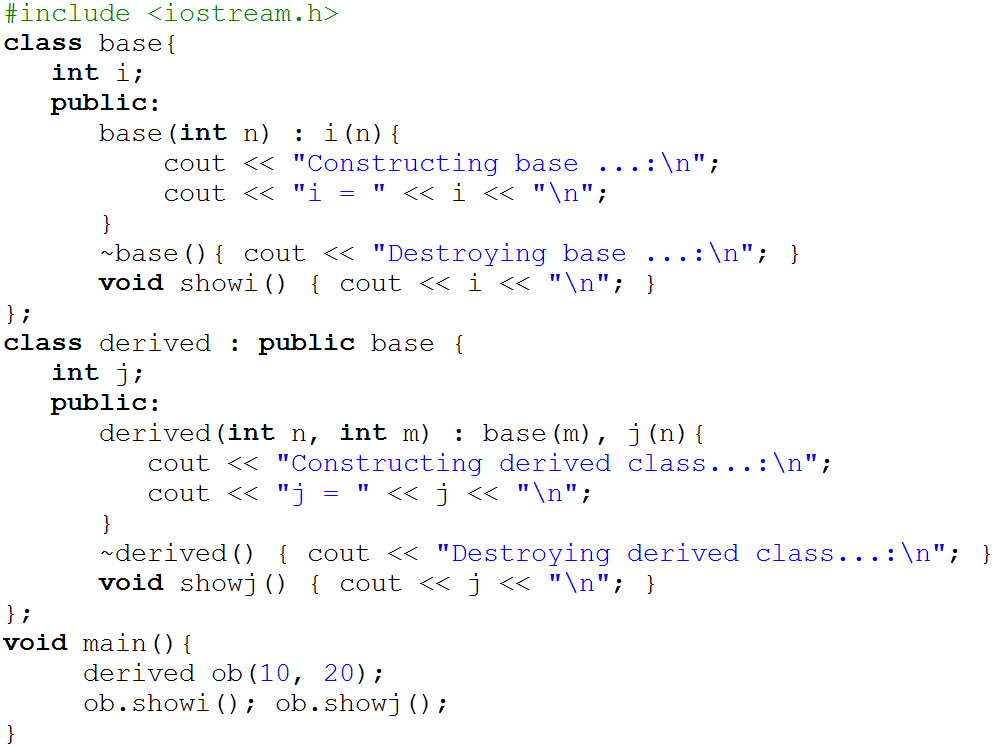 #include <iostream.h>
class base{
   int i;
   public:
      base(int n) : i(n){
          cout << "Constructing base ...:\n";
          cout << "i = " << i << "\n";
      }
      ~base(){ cout << "Destroying base ...:\n"; }
      void showi() { cout << i << "\n"; }
};
class derived : public base {
   int j;
   public:
      derived(int n, int m) : base(m), j(n){
         cout << "Constructing derived class...:\n";
         cout << "j = " << j << "\n";
      }
      ~derived() { cout << "Destroying derived class...:\n"; }
      void showj() { cout << j << "\n"; }
};
void main(){
     derived ob(10, 20);
     ob.showi(); ob.showj();
}